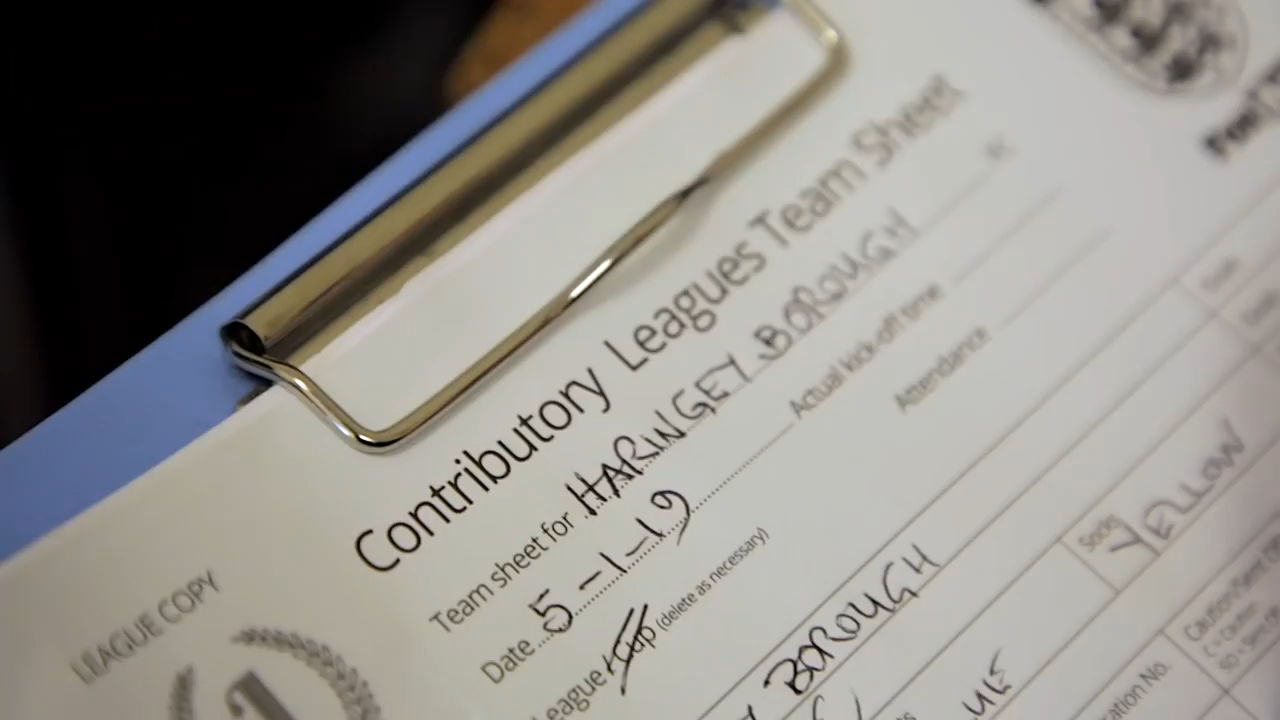 Contributory Leagues Team Sheet
Team sheet for HARINGEY BOROUGH
Date 5-1-19 Actual kick-off time
League / Cup (delete as necessary) Attendance
LEAGUE COPY
BOROUGH Socks YELLOW